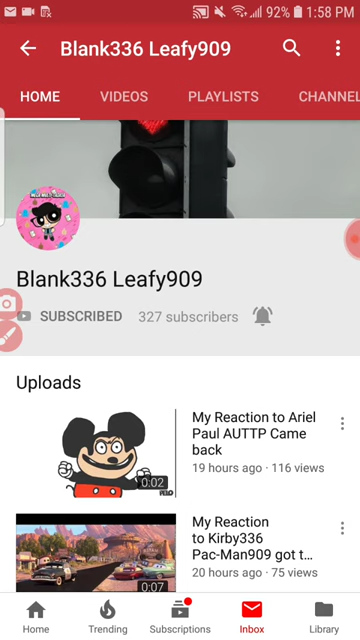 92% 1:58 PM
Blank336 Leafy909
HOME VIDEOS PLAYLISTS CHANNEL
Blank336 Leafy909
SUBSCRIBED 327 subscribers
Uploads
My Reaction to Ariel
Paul AUTTP Came
back
19 hours ago · 116 views
0:02
My Reaction
to Kirby336
Pac-Man909 got t...
20 hours ago · 75 views
0:07
Home Trending Subscriptions Inbox Library